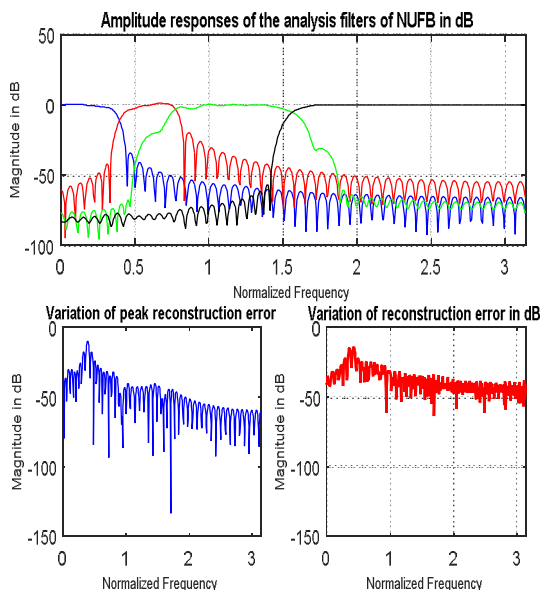 Amplitude responses of the analysis filters of NUFB in dB
50
0
-50
-100
Magnitude in dB
0 0.5 1 1.5 2 2.5 3
Normalized Frequency
Variation of peak reconstruction error
0
-50
-100
-150
Magnitude in dB
0 1 2 3
Normalized Frequency
Variation of reconstruction error in dB
0
-50
-100
-150
Magnitude in dB
0 1 2 3
Normalized Frequency